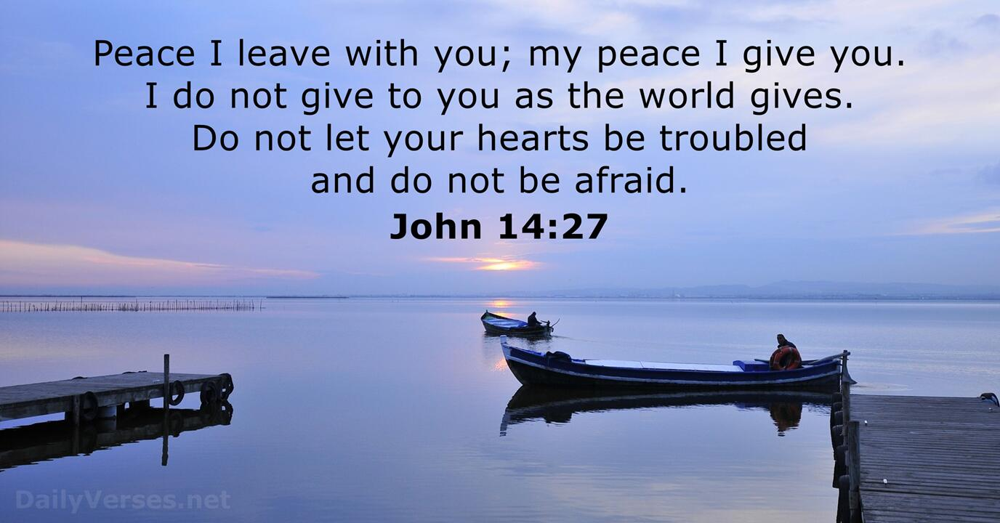 Peace I leave with you; my peace I give you.
I do not give to you as the world gives.
Do not let your hearts be troubled
and do not be afraid.
John 14:27
DailyVerses.net